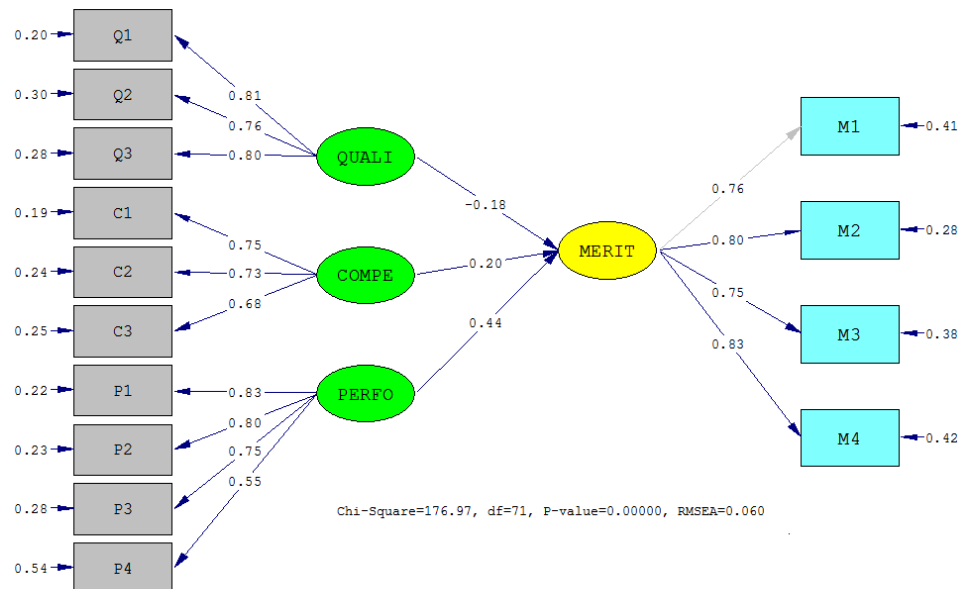 0.20 Q1
0.30 Q2
0.28 Q3
0.19 C1
0.24 C2
0.25 C3
0.22 P1
0.23 P2
0.28 P3
0.54 P4
0.81
0.76
0.80
0.75
0.73
0.68
0.83
0.80
0.75
0.55
QUALI
COMPE
PERFO
-0.18
0.20
0.44
MERIT
0.76
0.80
0.75
0.83
M1 0.41
M2 0.28
M3 0.38
M4 0.42
Chi-Square=176.97, df=71, P-value=0.00000, RMSEA=0.060